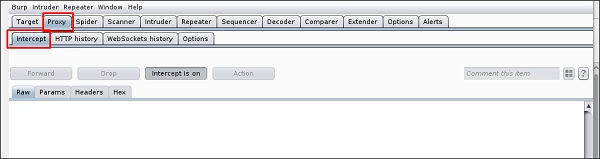 Burp Intruder Repeater Window Help
Target Proxy Spider Scanner Intruder Repeater Sequencer Decoder Comparer Extender Options Alerts
Intercept HTTP history WebSockets history Options
Forward Drop Intercept is on Action Comment this item ?
Raw Params Headers Hex